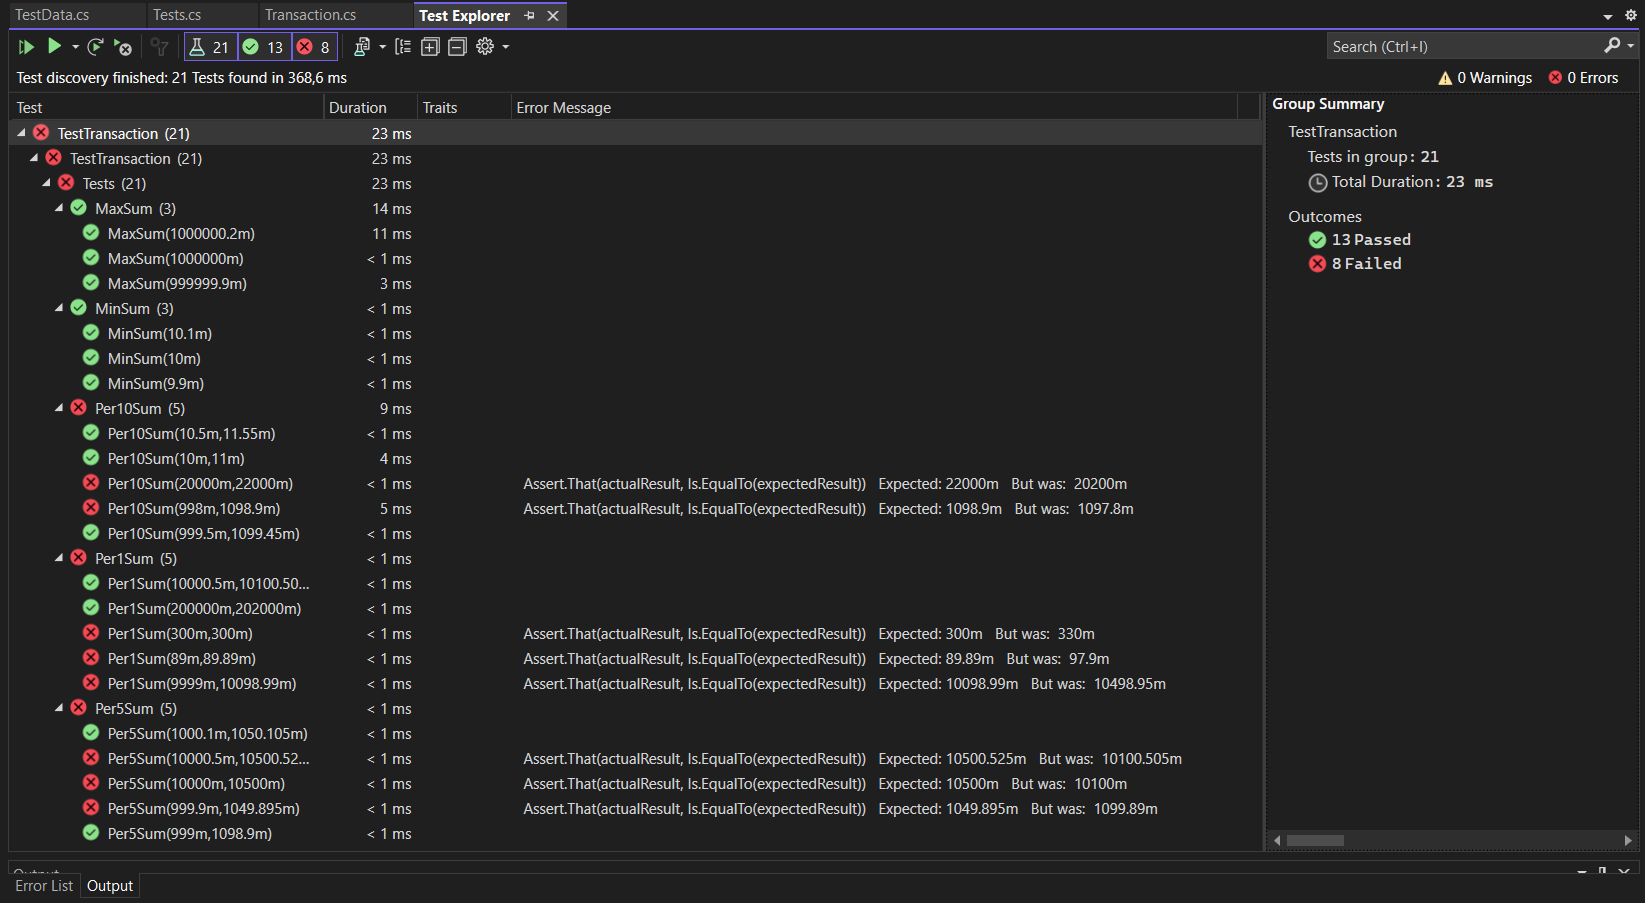 TestData.cs Tests.cs Transaction.cs Test Explorer
21 13 8 Search (Ctrl+I)
Test discovery finished: 21 Tests found in 368,6 ms 0 Warnings 0 Errors
Test Duration Traits Error Message
TestTransaction (21) 23 ms
TestTransaction (21) 23 ms
Tests (21) 23 ms
MaxSum (3) 14 ms
MaxSum(1000000.2m) 11 ms
MaxSum(1000000m) < 1 ms
MaxSum(999999.9m) 3 ms
MinSum (3) < 1 ms
MinSum(10.1m) < 1 ms
MinSum(10m) < 1 ms
MinSum(9.9m) < 1 ms
Per10Sum (5) 9 ms
Per10Sum(10.5m,11.55m) < 1 ms
Per10Sum(10m,11m) 4 ms
Per10Sum(20000m,22000m) < 1 ms Assert.That(actualResult, Is.EqualTo(expectedResult)) Expected: 22000m But was: 20200m
Per10Sum(998m,1098.9m) 5 ms Assert.That(actualResult, Is.EqualTo(expectedResult)) Expected: 1098.9m But was: 1097.8m
Per10Sum(999.5m,1099.45m) < 1 ms
Per1Sum (5) < 1 ms
Per1Sum(10000.5m,10100.50... < 1 ms
Per1Sum(200000m,202000m) < 1 ms
Per1Sum(300m,300m) < 1 ms Assert.That(actualResult, Is.EqualTo(expectedResult)) Expected: 300m But was: 330m
Per1Sum(89m,89.89m) < 1 ms Assert.That(actualResult, Is.EqualTo(expectedResult)) Expected: 89.89m But was: 97.9m
Per1Sum(9999m,10098.99m) < 1 ms Assert.That(actualResult, Is.EqualTo(expectedResult)) Expected: 10098.99m But was: 10498.95m
Per5Sum (5) < 1 ms
Per5Sum(1000.1m,1050.105m) < 1 ms
Per5Sum(10000.5m,10500.52... < 1 ms Assert.That(actualResult, Is.EqualTo(expectedResult)) Expected: 10500.525m But was: 10100.505m
Per5Sum(10000m,10500m) < 1 ms Assert.That(actualResult, Is.EqualTo(expectedResult)) Expected: 10500m But was: 10100m
Per5Sum(999.9m,1049.895m) < 1 ms Assert.That(actualResult, Is.EqualTo(expectedResult)) Expected: 1049.895m But was: 1099.89m
Per5Sum(999m,1098.9m) < 1 ms
Group Summary
TestTransaction
Tests in group: 21
Total Duration: 23 ms
Outcomes
13 Passed
8 Failed
Output
Error List Output